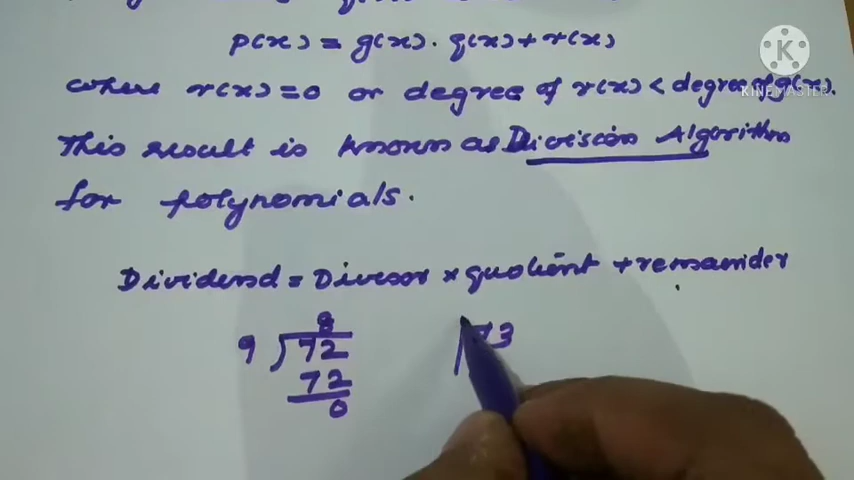 p(x) = g(x) . q(x) + r(x)
where r(x) = 0 or degree of r(x) < degree of g(x).
This result is known as Division Algorithm
for polynomials.
Dividend = Divisor × quotient + remainder
8
9 ) 72
72
0
73
K
KINEMASTER